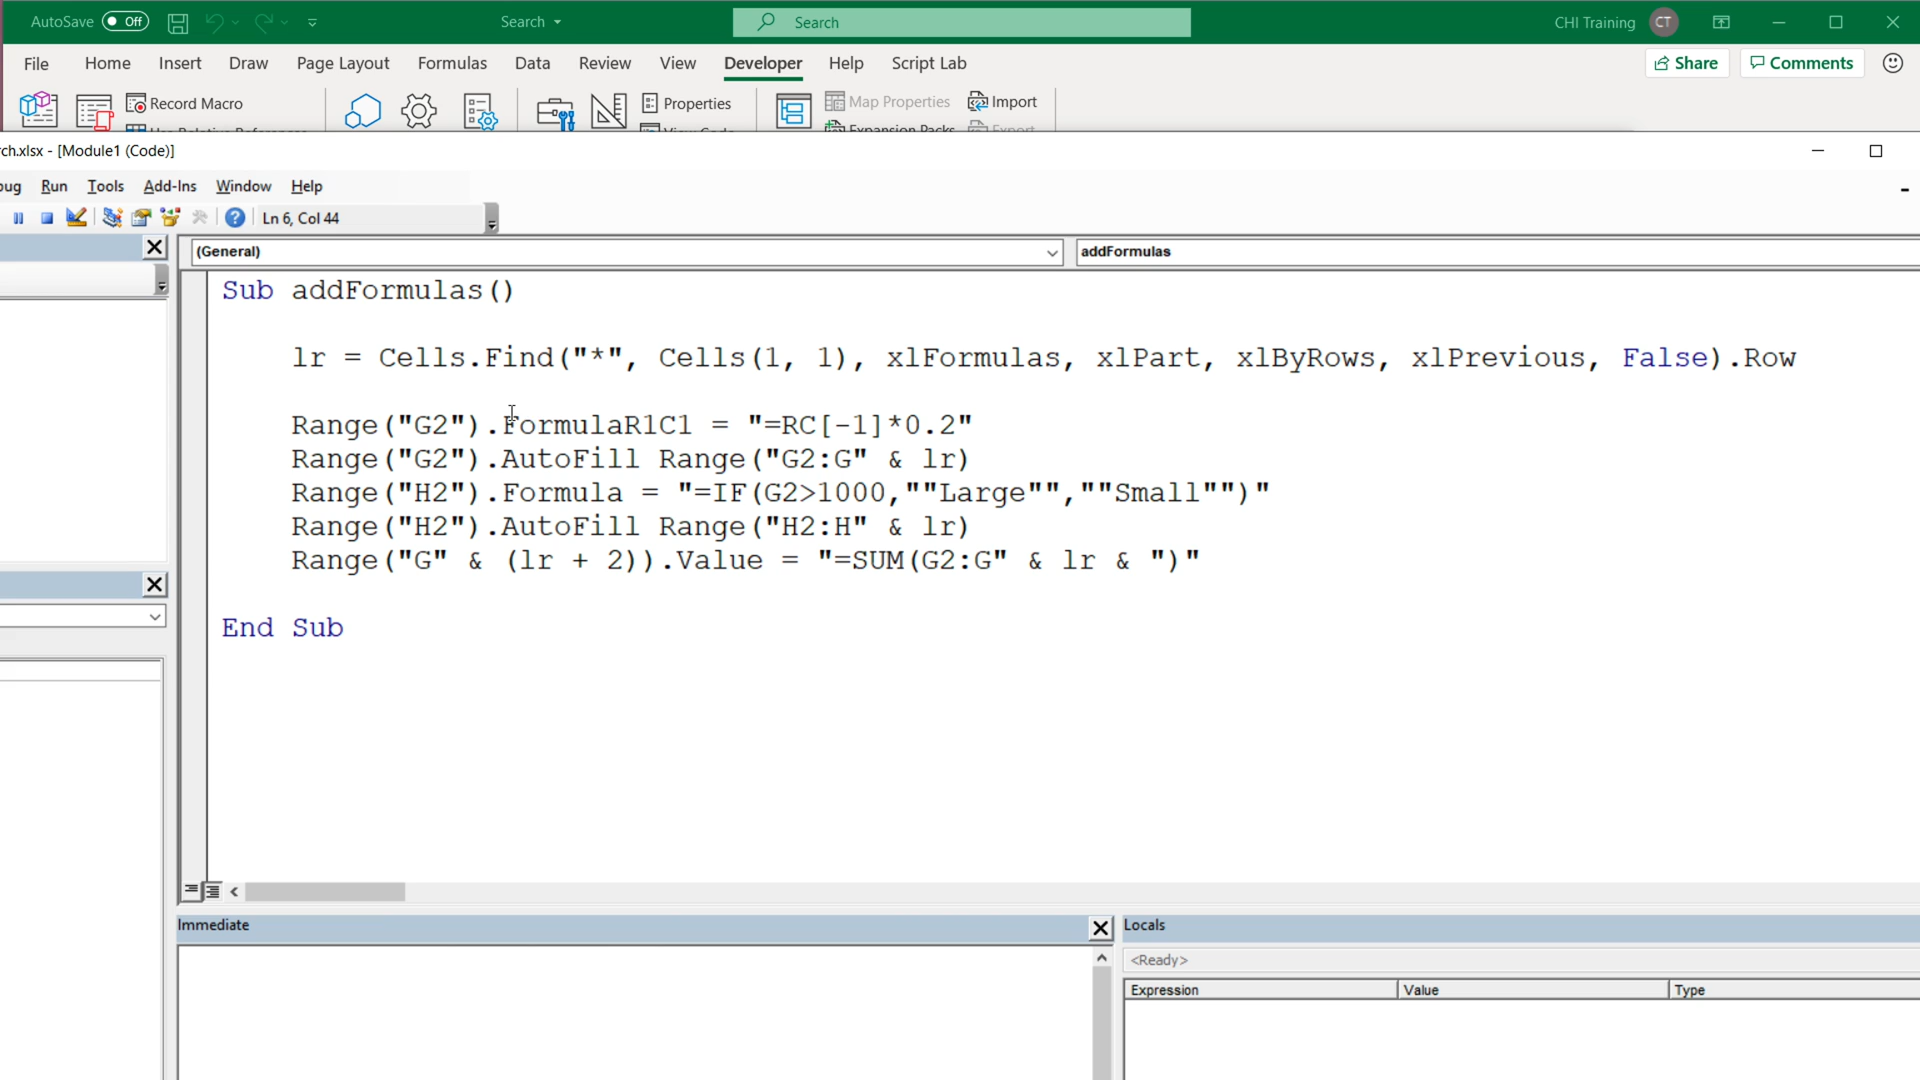 AutoSave Off Search Search CHI Training CT
File Home Insert Draw Page Layout Formulas Data Review View Developer Help Script Lab Share Comments
Record Macro Properties Map Properties Import
Expansion Packs Export
ch.xlsx - [Module1 (Code)]
bug Run Tools Add-Ins Window Help
Ln 6, Col 44
(General) addFormulas
Sub addFormulas()
lr = Cells.Find("*", Cells(1, 1), xlFormulas, xlPart, xlByRows, xlPrevious, False).Row
Range("G2").FormulaR1C1 = "=RC[-1]*0.2"
Range("G2").AutoFill Range("G2:G" & lr)
Range("H2").Formula = "=IF(G2>1000,""Large"",""Small"")"
Range("H2").AutoFill Range("H2:H" & lr)
Range("G" & (lr + 2)).Value = "=SUM(G2:G" & lr & ")"
End Sub
Immediate Locals
<Ready>
Expression Value Type